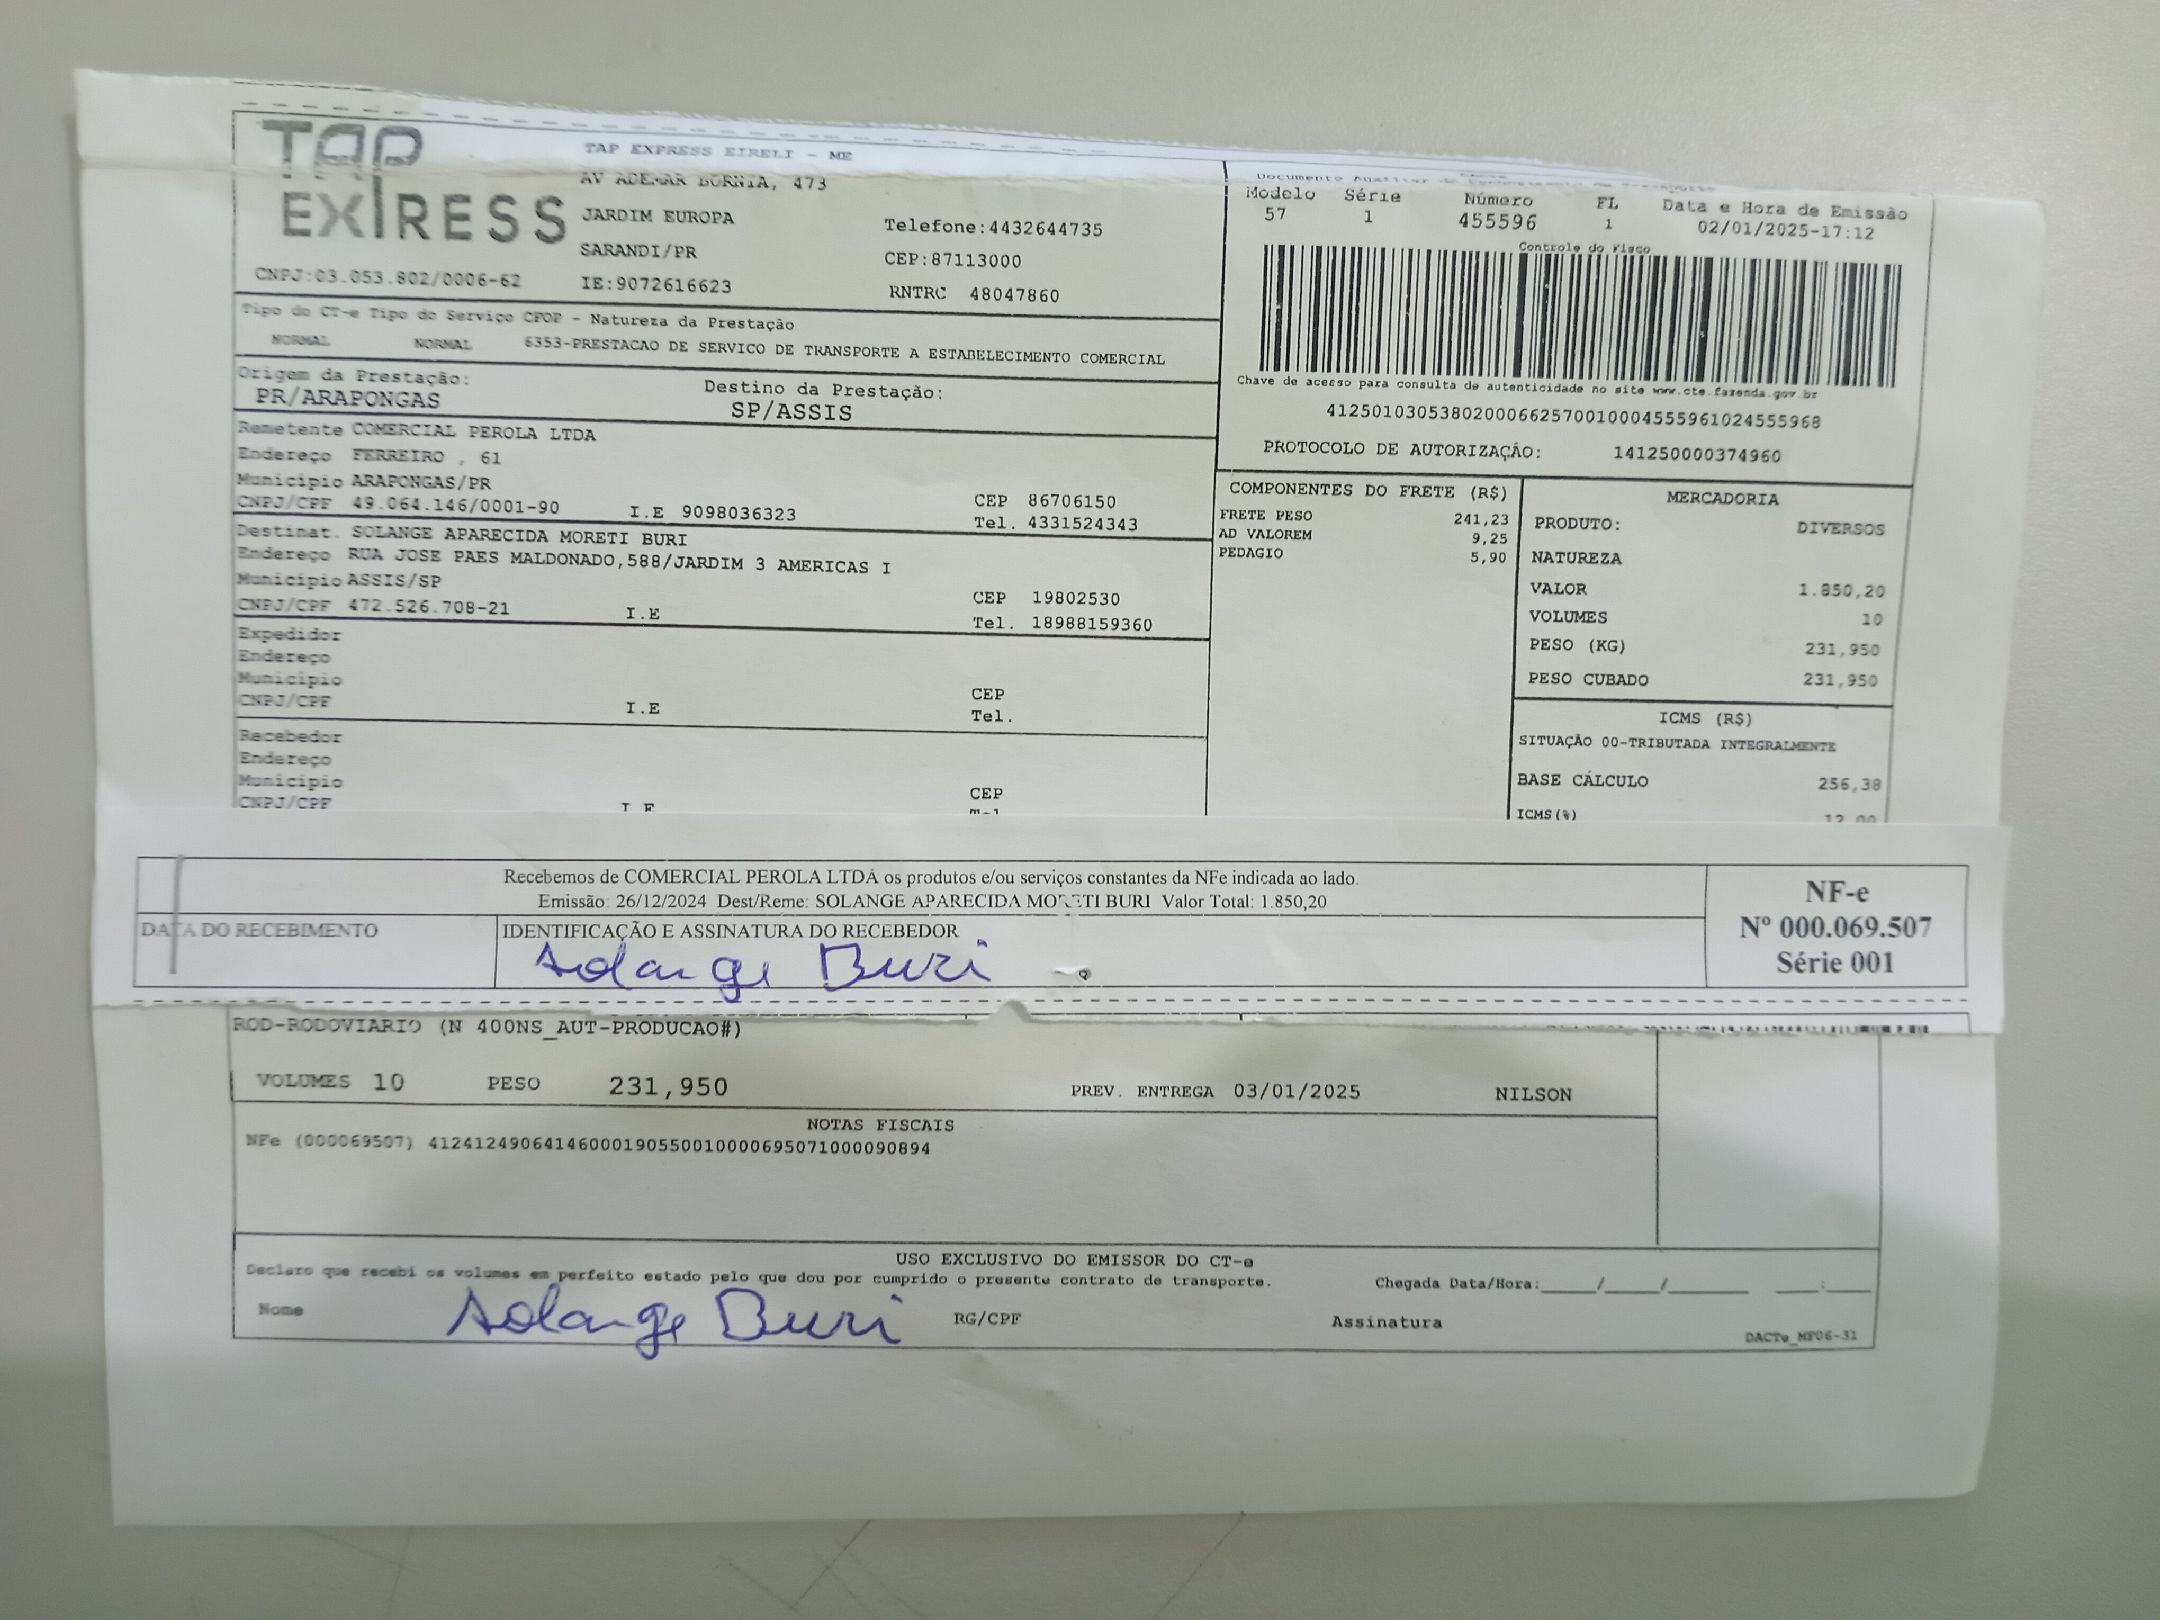 TAP
EXPRESS
TAP EXPRESS EIRELI - ME
AV ADEMAR BORNIA, 473
JARDIM EUROPA
Telefone:4432644735
SARANDI/PR
CEP:87113000
CNPJ:03.053.802/0006-62
IE:9072616623
RNTRC 48047860
Modelo Série Número FL Data e Hora de Emissão
57 1 455596 1 02/01/2025-17:12
Controle do Fisco
Chave de acesso para consulta de autenticidade no site www.cte.fazenda.gov.br
41250103053802000662570010004555961024555968
PROTOCOLO DE AUTORIZAÇÃO: 141250000374960
Tipo do CT-e Tipo do Serviço CFOP - Natureza da Prestação
NORMAL NORMAL 6353-PRESTACAO DE SERVICO DE TRANSPORTE A ESTABELECIMENTO COMERCIAL
Origem da Prestação: Destino da Prestação:
PR/ARAPONGAS SP/ASSIS
Remetente COMERCIAL PEROLA LTDA
Endereço FERREIRO , 61
Município ARAPONGAS/PR CEP 86706150
CNPJ/CPF 49.064.146/0001-90 I.E 9098036323 Tel. 4331524343
Destinat. SOLANGE APARECIDA MORETI BURI
Endereço RUA JOSE PAES MALDONADO,588/JARDIM 3 AMERICAS I
Município ASSIS/SP CEP 19802530
CNPJ/CPF 472.526.708-21 I.E Tel. 18988159360
Expedidor
Endereço
Município CEP
CNPJ/CPF I.E Tel.
Recebedor
Endereço
Município CEP
CNPJ/CPF I.E Tel
COMPONENTES DO FRETE (R$)
FRETE PESO 241,23
AD VALOREM 9,25
PEDAGIO 5,90
MERCADORIA
PRODUTO: DIVERSOS
NATUREZA
VALOR 1.850,20
VOLUMES 10
PESO (KG) 231,950
PESO CUBADO 231,950
ICMS (R$)
SITUAÇÃO 00-TRIBUTADA INTEGRALMENTE
BASE CÁLCULO 256,38
ICMS(%) 12,00
Recebemos de COMERCIAL PEROLA LTDA os produtos e/ou serviços constantes da NFe indicada ao lado.
Emissão: 26/12/2024 Dest/Reme: SOLANGE APARECIDA MORETI BURI Valor Total: 1.850,20
DATA DO RECEBIMENTO
IDENTIFICAÇÃO E ASSINATURA DO RECEBEDOR
Solange Buri
NF-e
Nº 000.069.507
Série 001
ROD-RODOVIARIO (N 400NS_AUT-PRODUCAO#)
VOLUMES 10 PESO 231,950 PREV. ENTREGA 03/01/2025 NILSON
NOTAS FISCAIS
NFe (000069507) 41241249064146000190550010000695071000090894
USO EXCLUSIVO DO EMISSOR DO CT-e
Declaro que recebi os volumes em perfeito estado pelo que dou por cumprido o presente contrato de transporte. Chegada Data/Hora:____/____/______ ___:___
Nome Solange Buri RG/CPF Assinatura
DACTe_MF06-31